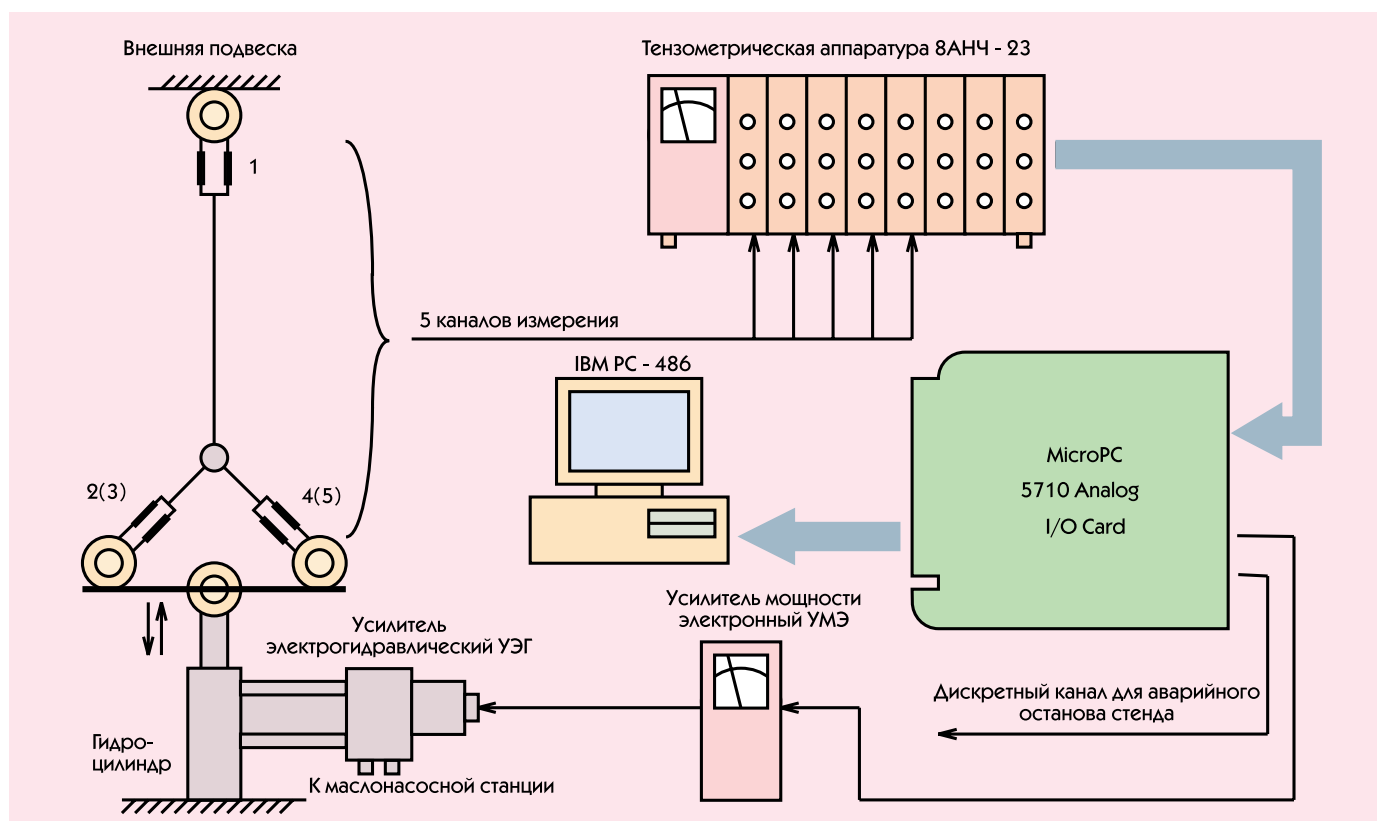 Внешняя подвеска
Тензометрическая аппаратура 8АНЧ - 23
1
5 каналов измерения
IBM PC - 486
MicroPC
5710 Analog
I/O Card
2(3)
4(5)
Усилитель мощности
электронный УМЭ
Усилитель
электрогидравлический УЭГ
Дискретный канал для аварийного
останова стенда
Гидро-
цилиндр
К маслонасосной станции